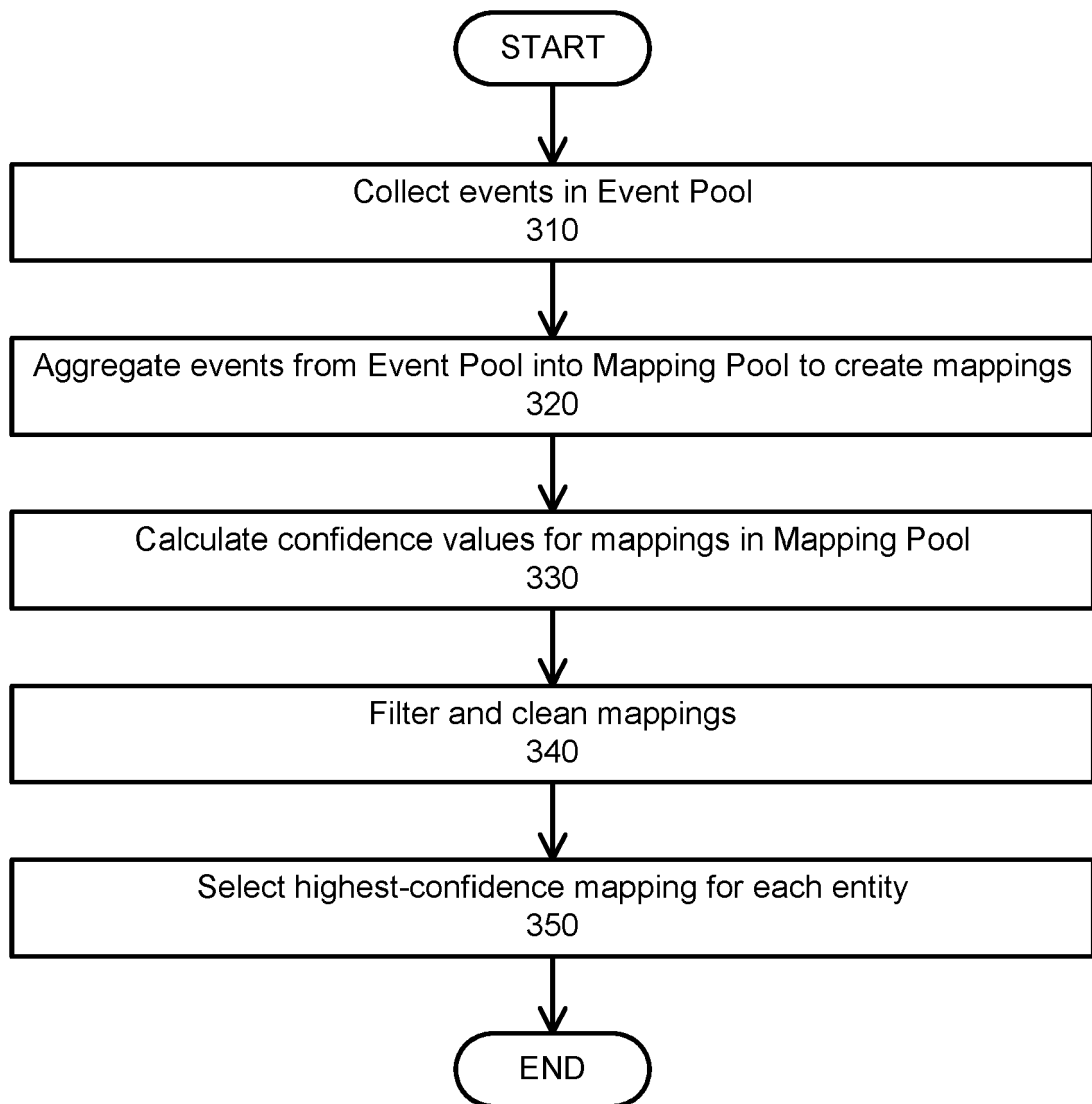 START
Collect events in Event Pool
310
Aggregate events from Event Pool into Mapping Pool to create mappings
320
Calculate confidence values for mappings in Mapping Pool
330
Filter and clean mappings
340
Select highest-confidence mapping for each entity
350
END